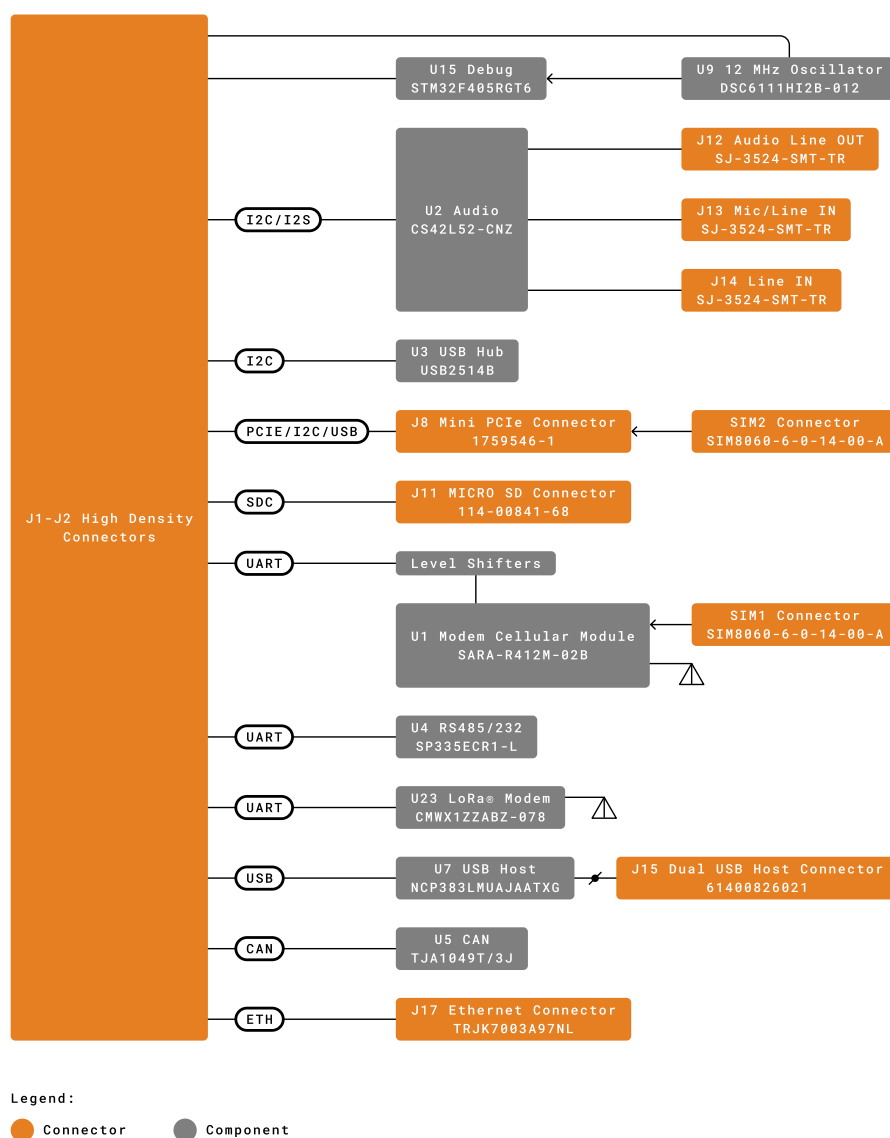 U15 Debug
STM32F405RGT6
U9 12 MHz Oscillator
DSC6111HI2B-012
J12 Audio Line OUT
SJ-3524-SMT-TR
I2C/I2S
U2 Audio
CS42L52-CNZ
J13 Mic/Line IN
SJ-3524-SMT-TR
J14 Line IN
SJ-3524-SMT-TR
I2C
U3 USB Hub
USB2514B
PCIE/I2C/USB
J8 Mini PCIe Connector
1759546-1
SIM2 Connector
SIM8060-6-0-14-00-A
SDC
J11 MICRO SD Connector
114-00841-68
J1-J2 High Density
Connectors
UART
Level Shifters
U1 Modem Cellular Module
SARA-R412M-02B
SIM1 Connector
SIM8060-6-0-14-00-A
UART
U4 RS485/232
SP335ECR1-L
UART
U23 LoRa® Modem
CMWX1ZZABZ-078
USB
U7 USB Host
NCP383LMUAJAATXG
J15 Dual USB Host Connector
61400826021
CAN
U5 CAN
TJA1049T/3J
ETH
J17 Ethernet Connector
TRJK7003A97NL
Legend:
Connector
Component